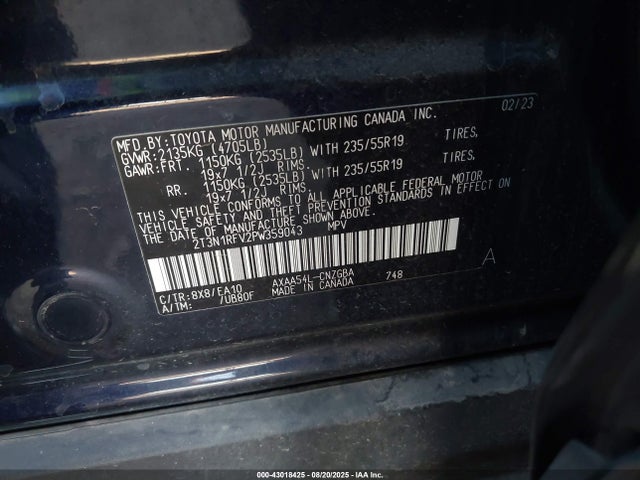 MFD.BY:TOYOTA MOTOR MANUFACTURING CANADA INC. 02/23
GVWR:2135KG (4705LB)
GAWR:FRT. 1150KG (2535LB) WITH 235/55R19 TIRES,
19x7 1/2J RIMS.
RR. 1150KG (2535LB) WITH 235/55R19 TIRES,
19x7 1/2J RIMS.
THIS VEHICLE CONFORMS TO ALL APPLICABLE FEDERAL MOTOR
VEHICLE SAFETY AND THEFT PREVENTION STANDARDS IN EFFECT
ON THE DATE OF MANUFACTURE SHOWN ABOVE.
2T3N1RFV2PW359043 MPV
C/TR:8X8/EA10 AXAA54L-CNZGBA 748 A
A/TM: /UB80F MADE IN CANADA
000-43018425 - 08/20/2025 - IAA Inc.